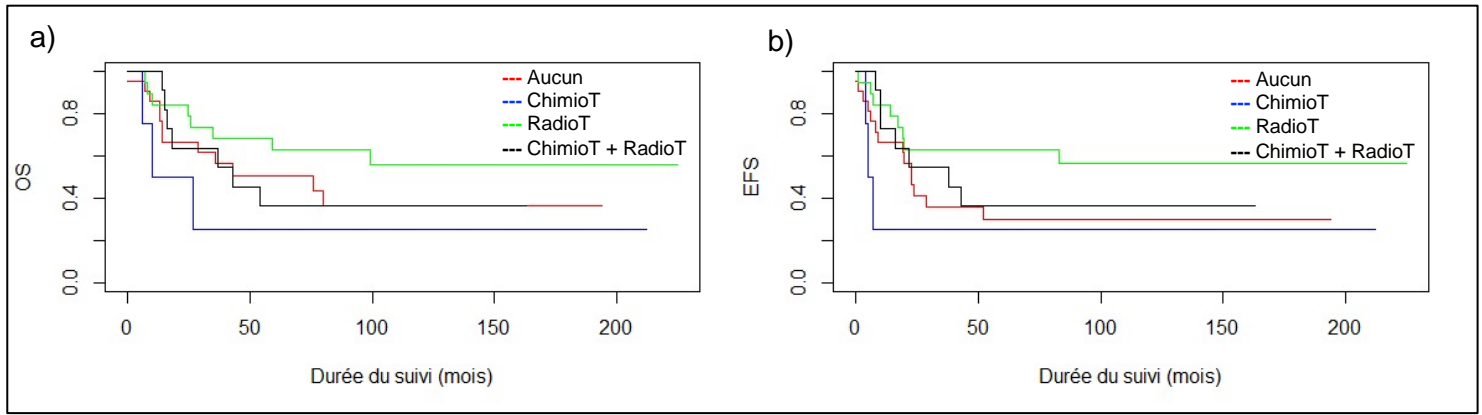 a)
Aucun
ChimioT
RadioT
ChimioT + RadioT
OS
0.0 0.4 0.8
0 50 100 150 200
Durée du suivi (mois)
b)
Aucun
ChimioT
RadioT
ChimioT + RadioT
EFS
0.0 0.4 0.8
0 50 100 150 200
Durée du suivi (mois)